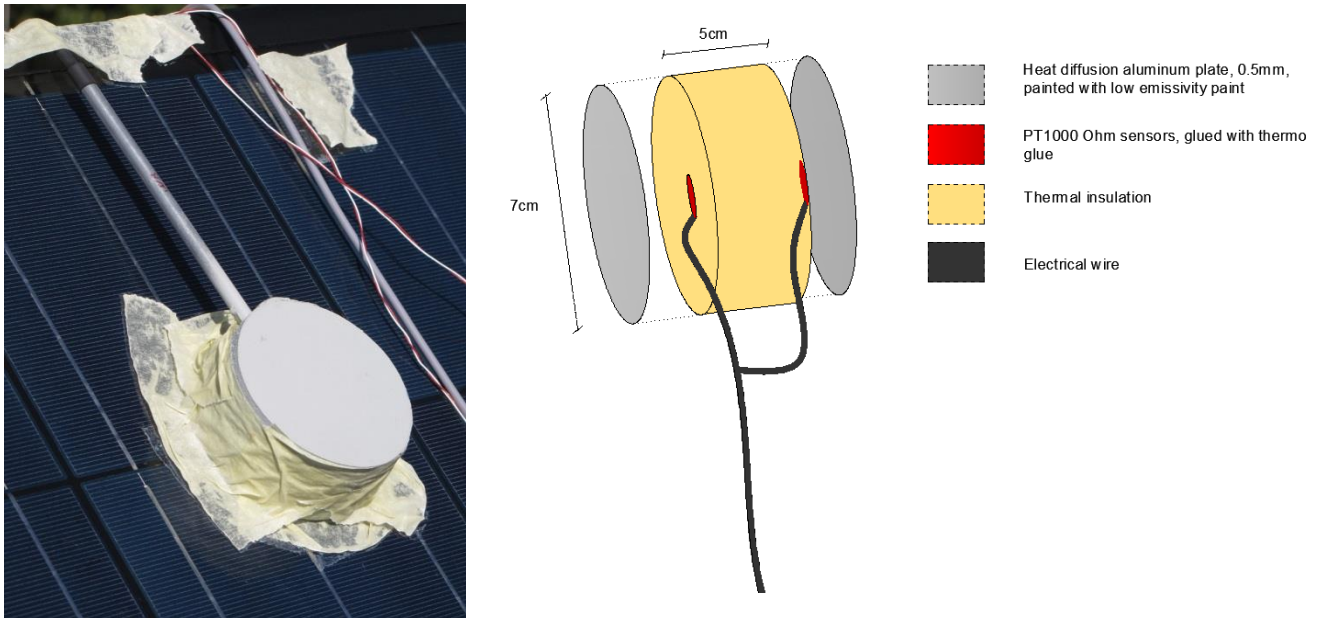 5cm
7cm
Heat diffusion aluminum plate, 0.5mm,
painted with low emissivity paint
PT1000 Ohm sensors, glued with thermo
glue
Thermal insulation
Electrical wire